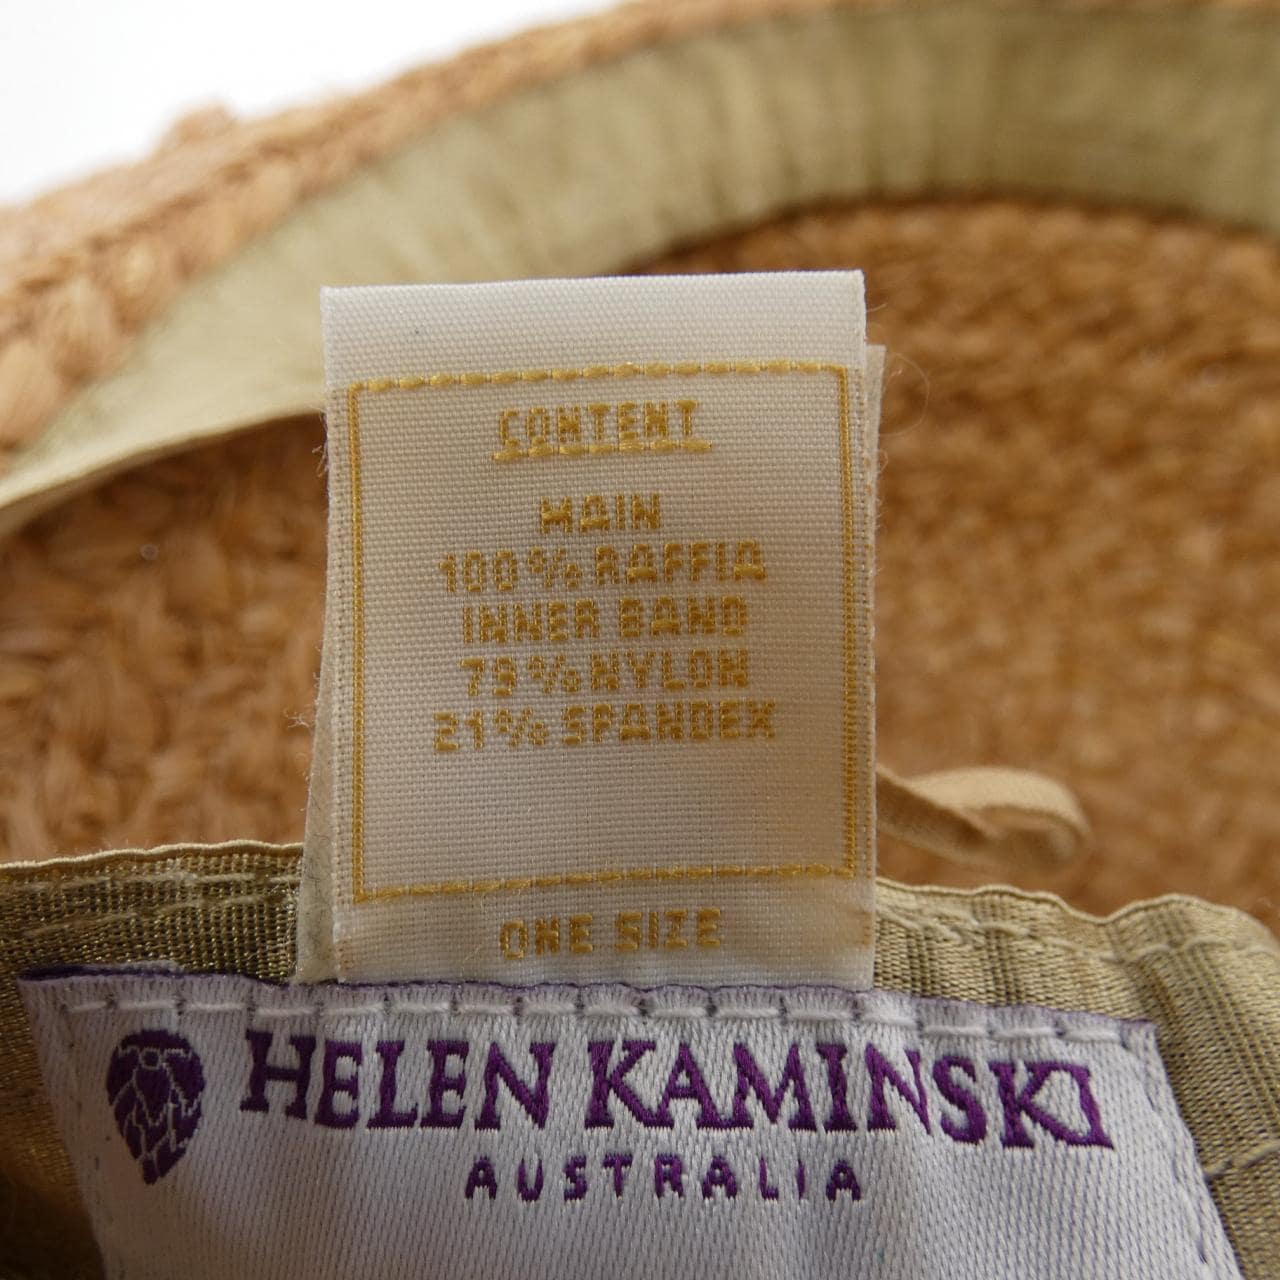 CONTENT
MAIN
100% RAFFIA
INNER BAND
79% NYLON
21% SPANDEX
ONE SIZE
HELEN KAMINSKI
AUSTRALIA